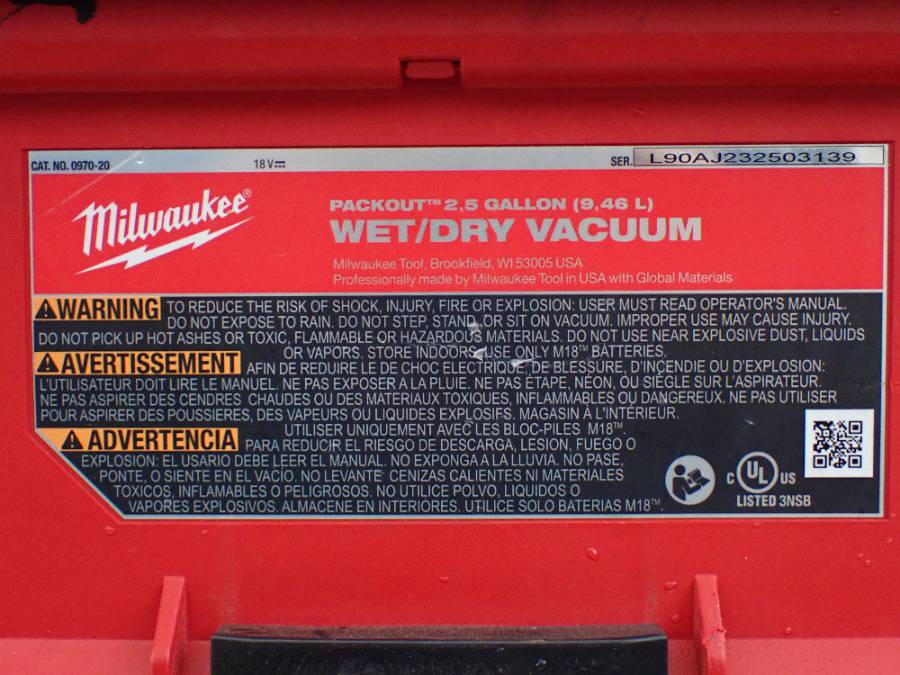 CAT. NO. 0970-20 18 V⎓ SER. L90AJ232503139
Milwaukee®
PACKOUT™ 2,5 GALLON (9,46 L)
WET/DRY VACUUM
Milwaukee Tool, Brookfield, WI 53005 USA
Professionally made by Milwaukee Tool in USA with Global Materials
WARNING TO REDUCE THE RISK OF SHOCK, INJURY, FIRE OR EXPLOSION: USER MUST READ OPERATOR'S MANUAL.
DO NOT EXPOSE TO RAIN. DO NOT STEP, STAND, OR SIT ON VACUUM. IMPROPER USE MAY CAUSE INJURY.
DO NOT PICK UP HOT ASHES OR TOXIC, FLAMMABLE OR HAZARDOUS MATERIALS. DO NOT USE NEAR EXPLOSIVE DUST, LIQUIDS
OR VAPORS. STORE INDOORS. USE ONLY M18™ BATTERIES.
AVERTISSEMENT AFIN DE RÉDUIRE LE DE CHOC ÉLECTRIQUE, DE BLESSURE, D'INCENDIE OU D'EXPLOSION:
L'UTILISATEUR DOIT LIRE LE MANUEL. NE PAS EXPOSER A LA PLUIE. NE PAS ÉTAPE, NÉON, OU SIÈGLE SUR L'ASPIRATEUR.
NE PAS ASPIRER DES CENDRES CHAUDES OU DES MATERIAUX TOXIQUES, INFLAMMABLES OU DANGEREUX. NE PAS UTILISER
POUR ASPIRER DES POUSSIÈRES, DES VAPEURS OU LIQUIDES EXPLOSIFS. MAGASIN À L'INTÉRIEUR.
UTILISER UNIQUEMENT AVEC LES BLOC-PILES M18™.
ADVERTENCIA PARA REDUCIR EL RIESGO DE DESCARGA, LESION, FUEGO O
EXPLOSION: EL USARIO DEBE LEER EL MANUAL. NO EXPONGA A LA LLUVIA. NO PASE,
PONTE, O SIENTE EN EL VACÍO. NO LEVANTE CENIZAS CALIENTES NI MATERIALES
TOXICOS, INFLAMABLES O PELIGROSOS. NO UTILICE POLVO, LIQUIDOS O
VAPORES EXPLOSIVOS. ALMACENE EN INTERIORES. UTILICE SOLO BATERIAS M18™.
C UL US
LISTED 3NSB